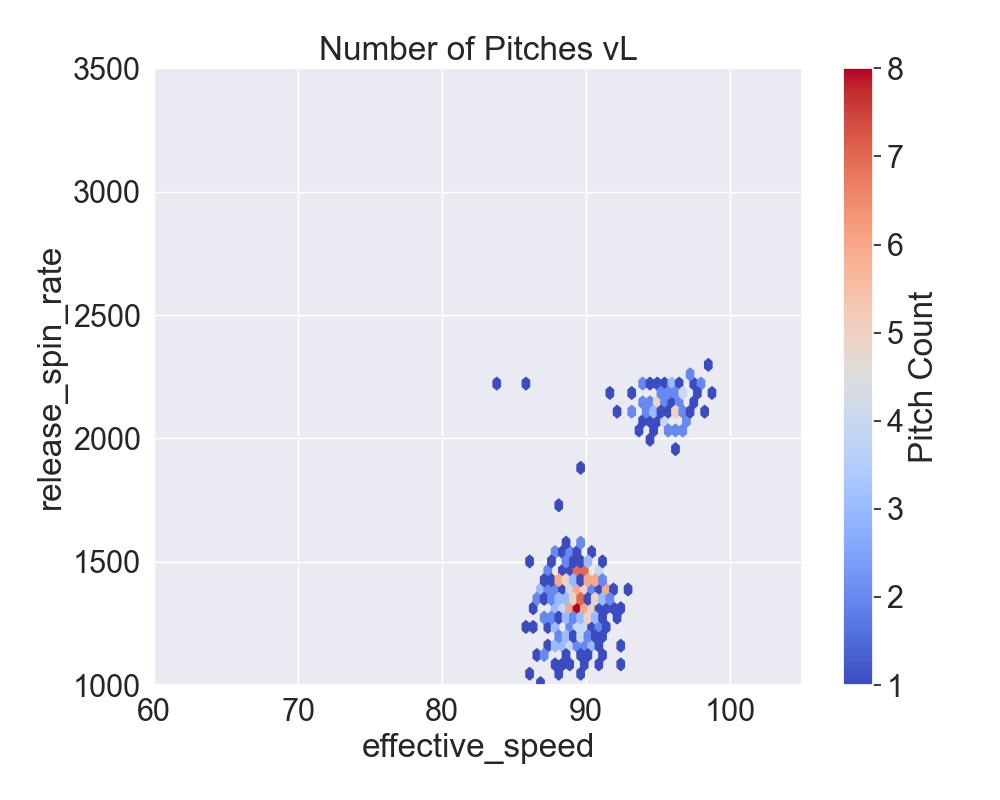 Number of Pitches vL
3500
3000
2500
2000
1500
1000
release_spin_rate
60 70 80 90 100
effective_speed
8
7
6
5
4
3
2
1
Pitch Count